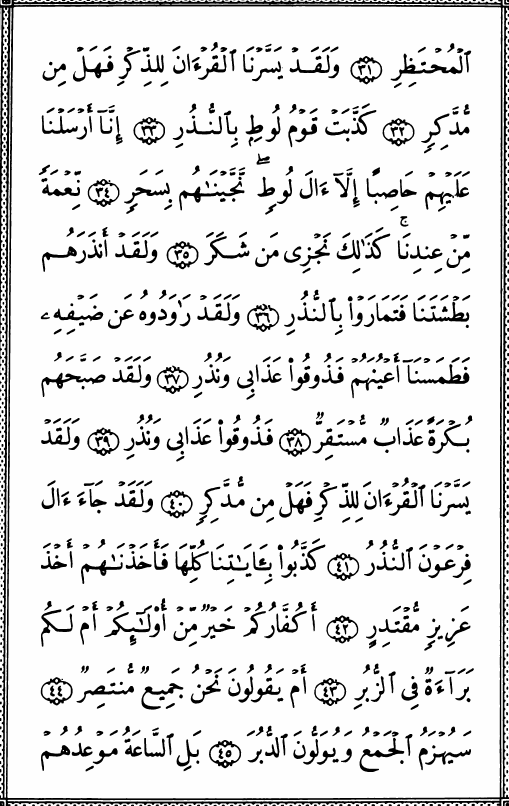 ٱلْمُحْتَظِرِ ٣١ وَلَقَدْ يَسَّرْنَا ٱلْقُرْءَانَ لِلذِّكْرِ فَهَلْ مِن
مُّدَّكِرٍ ٣٢ كَذَّبَتْ قَوْمُ لُوطٍۭ بِٱلنُّذُرِ ٣٣ إِنَّآ أَرْسَلْنَا
عَلَيْهِمْ حَاصِبًا إِلَّآ ءَالَ لُوطٍۖ نَّجَّيْنَـٰهُم بِسَحَرٍ ٣٤ نِّعْمَةً
مِّنْ عِندِنَاۚ كَذَٰلِكَ نَجْزِى مَن شَكَرَ ٣٥ وَلَقَدْ أَنذَرَهُم
بَطْشَتَنَا فَتَمَارَوْا۟ بِٱلنُّذُرِ ٣٦ وَلَقَدْ رَٰوَدُوهُ عَن ضَيْفِهِۦ
فَطَمَسْنَآ أَعْيُنَهُمْ فَذُوقُوا۟ عَذَابِى وَنُذُرِ ٣٧ وَلَقَدْ صَبَّحَهُم
بُكْرَةً عَذَابٌ مُّسْتَقِرٌّ ٣٨ فَذُوقُوا۟ عَذَابِى وَنُذُرِ ٣٩ وَلَقَدْ
يَسَّرْنَا ٱلْقُرْءَانَ لِلذِّكْرِ فَهَلْ مِن مُّدَّكِرٍ ٤٠ وَلَقَدْ جَآءَ ءَالَ
فِرْعَوْنَ ٱلنُّذُرُ ٤١ كَذَّبُوا۟ بِـَٔايَـٰتِنَا كُلِّهَا فَأَخَذْنَـٰهُمْ أَخْذَ
عَزِيزٍ مُّقْتَدِرٍ ٤٢ أَكُفَّارُكُمْ خَيْرٌ مِّنْ أُو۟لَـٰٓئِكُمْ أَمْ لَكُم
بَرَآءَةٌ فِى ٱلزُّبُرِ ٤٣ أَمْ يَقُولُونَ نَحْنُ جَمِيعٌ مُّنتَصِرٌ ٤٤
سَيُهْزَمُ ٱلْجَمْعُ وَيُوَلُّونَ ٱلدُّبُرَ ٤٥ بَلِ ٱلسَّاعَةُ مَوْعِدُهُمْ